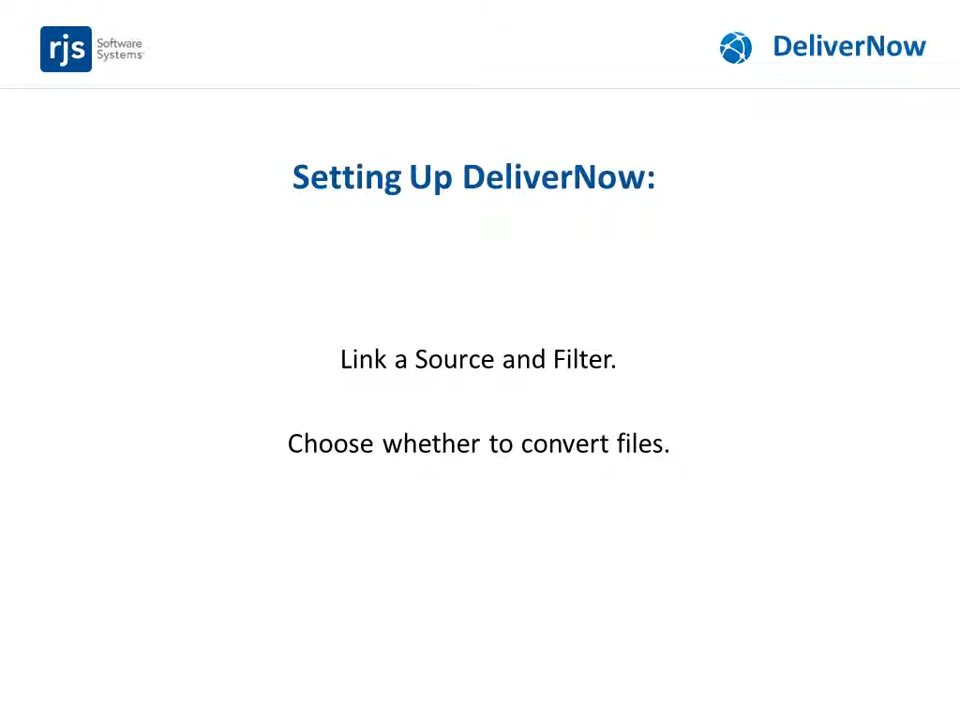 rjs
Software
Systems
DeliverNow
Setting Up DeliverNow:
Link a Source and Filter.
Choose whether to convert files.